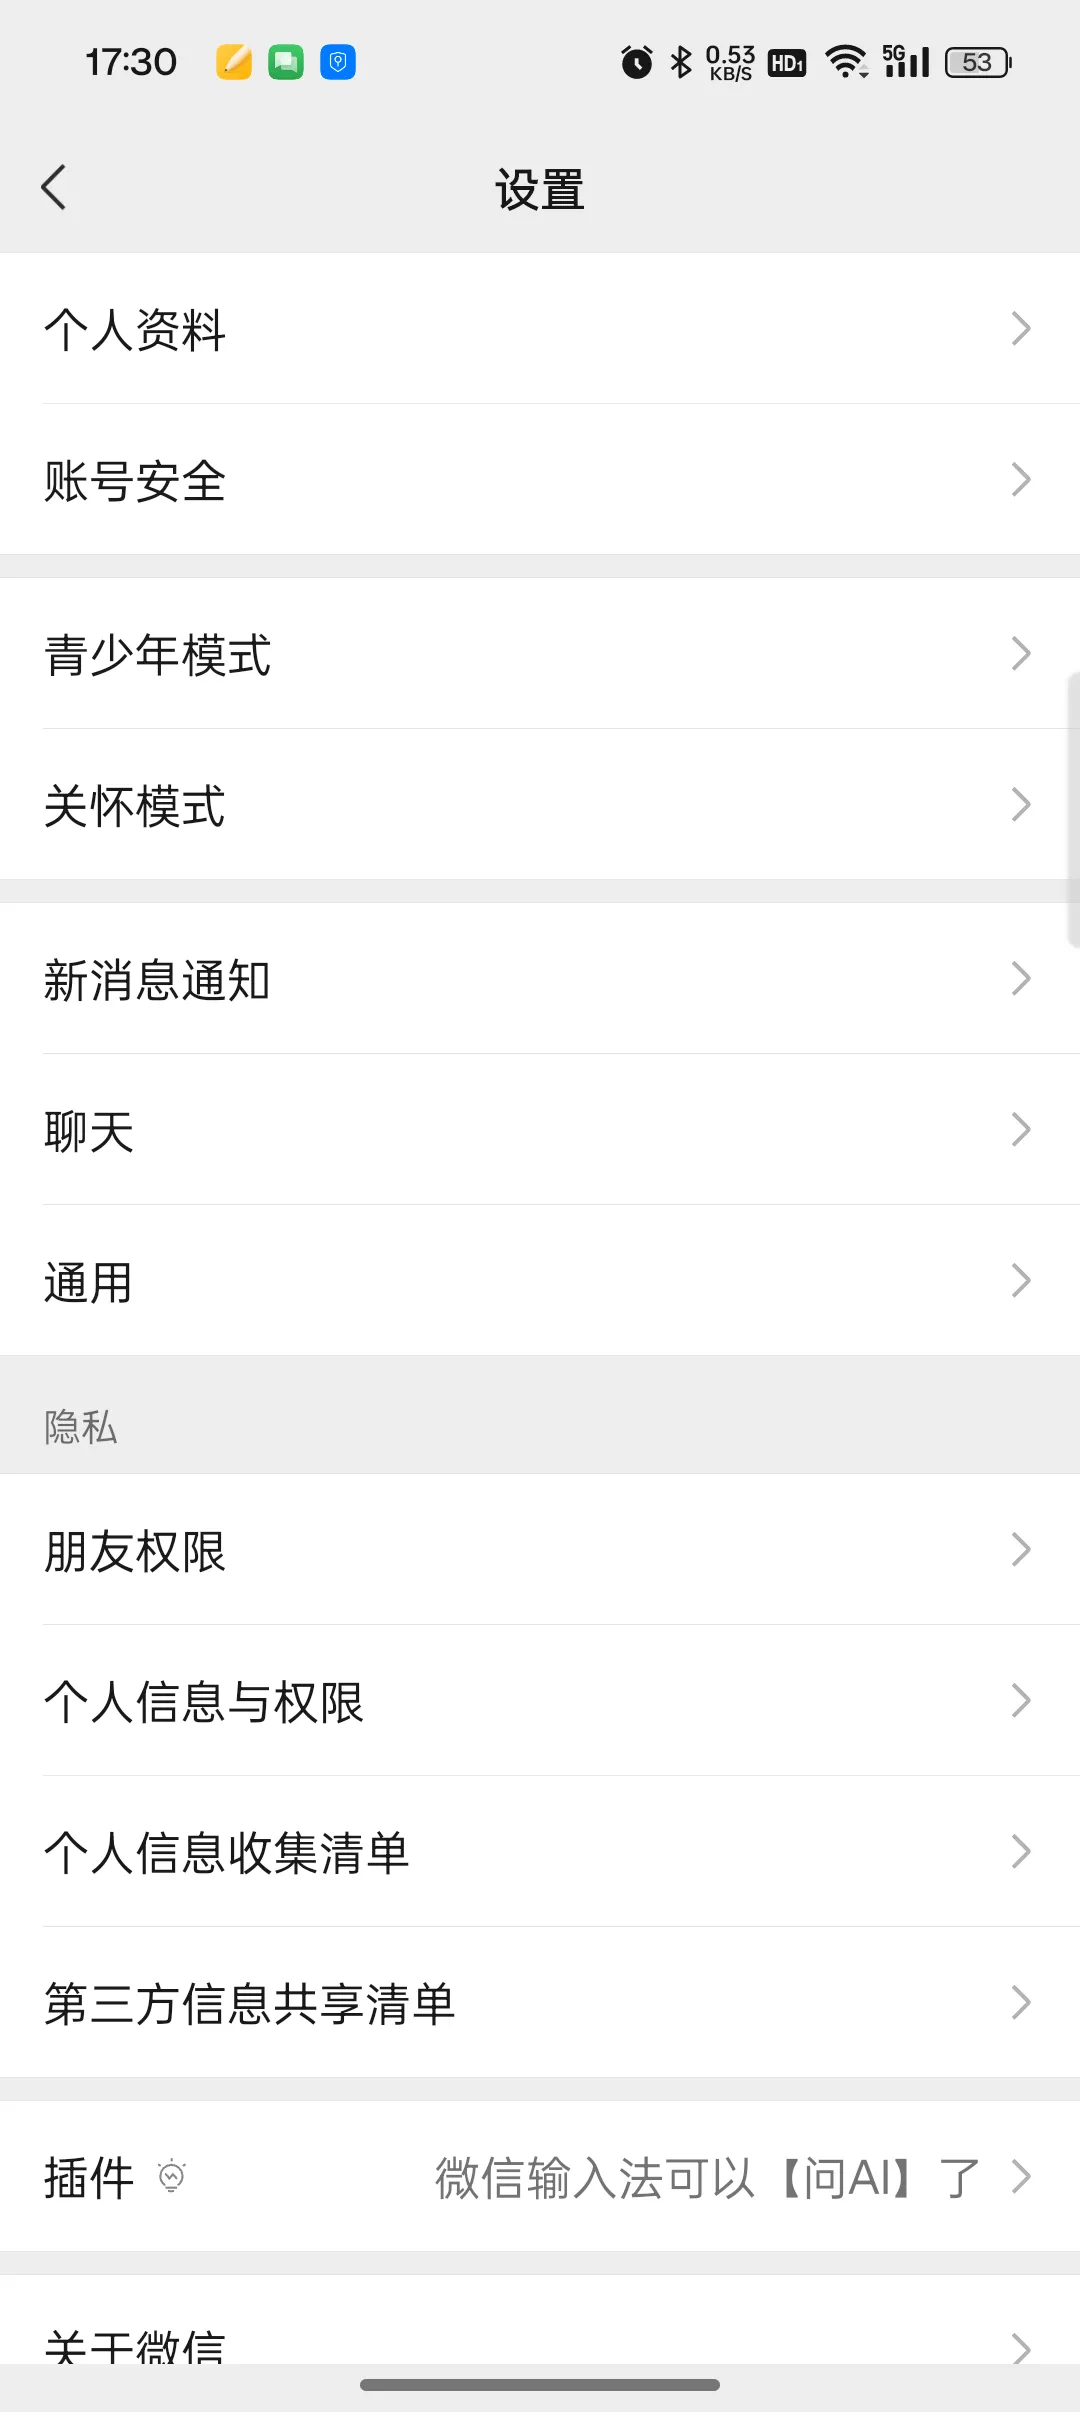 17:30
0.53
KB/S
HD1
5G
53
设置
个人资料
账号安全
青少年模式
关怀模式
新消息通知
聊天
通用
隐私
朋友权限
个人信息与权限
个人信息收集清单
第三方信息共享清单
插件 微信输入法可以【问AI】了
关于微信